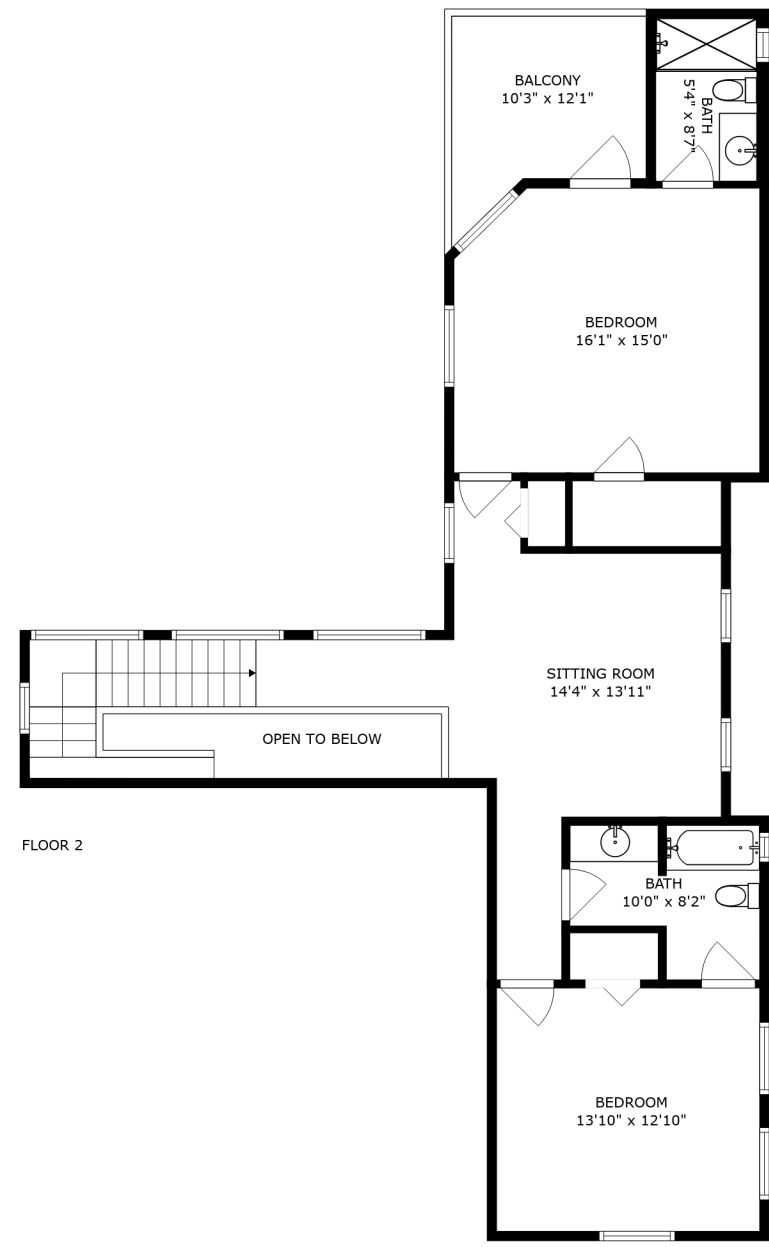 BALCONY
10'3" x 12'1"
BATH
5'4" x 8'7"
BEDROOM
16'1" x 15'0"
SITTING ROOM
14'4" x 13'11"
OPEN TO BELOW
FLOOR 2
BATH
10'0" x 8'2"
BEDROOM
13'10" x 12'10"